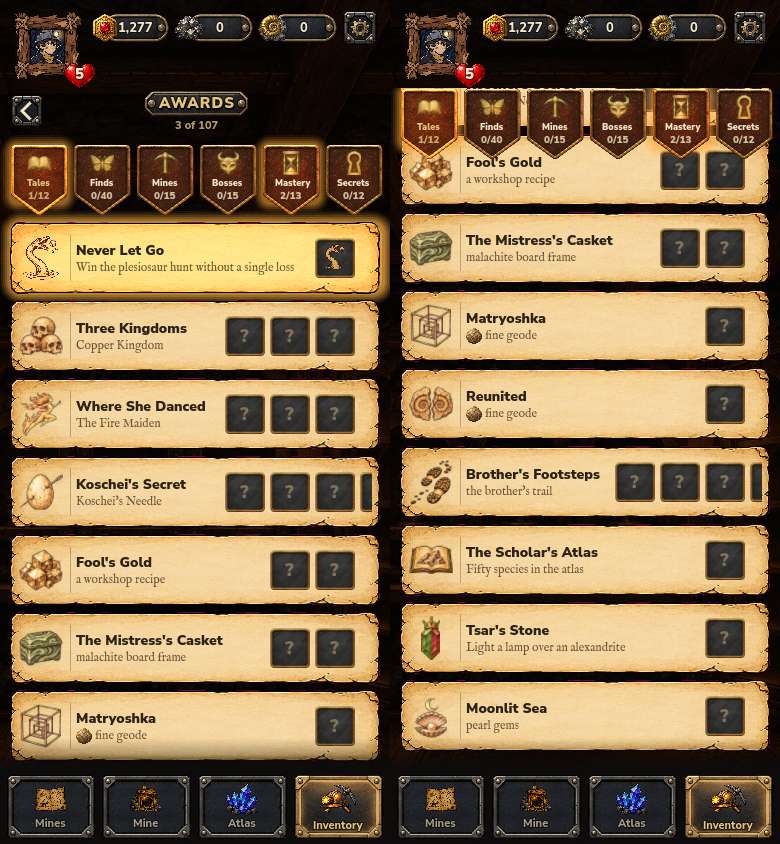 1,277
0
0
5
AWARDS
3 of 107
Tales
1/12
Finds
0/40
Mines
0/15
Bosses
0/15
Mastery
2/13
Secrets
0/12
Never Let Go
Win the plesiosaur hunt without a single loss
Three Kingdoms
Copper Kingdom
? ? ?
Where She Danced
The Fire Maiden
? ? ?
Koschei's Secret
Koschei's Needle
? ? ?
Fool's Gold
a workshop recipe
? ?
The Mistress's Casket
malachite board frame
? ?
Matryoshka
fine geode
?
Mines
Mine
Atlas
Inventory
1,277
0
0
5
Tales
1/12
Finds
0/40
Mines
0/15
Bosses
0/15
Mastery
2/13
Secrets
0/12
Fool's Gold
a workshop recipe
? ?
The Mistress's Casket
malachite board frame
? ?
Matryoshka
fine geode
?
Reunited
fine geode
?
Brother's Footsteps
the brother's trail
? ? ?
The Scholar's Atlas
Fifty species in the atlas
?
Tsar's Stone
Light a lamp over an alexandrite
?
Moonlit Sea
pearl gems
?
Mines
Mine
Atlas
Inventory